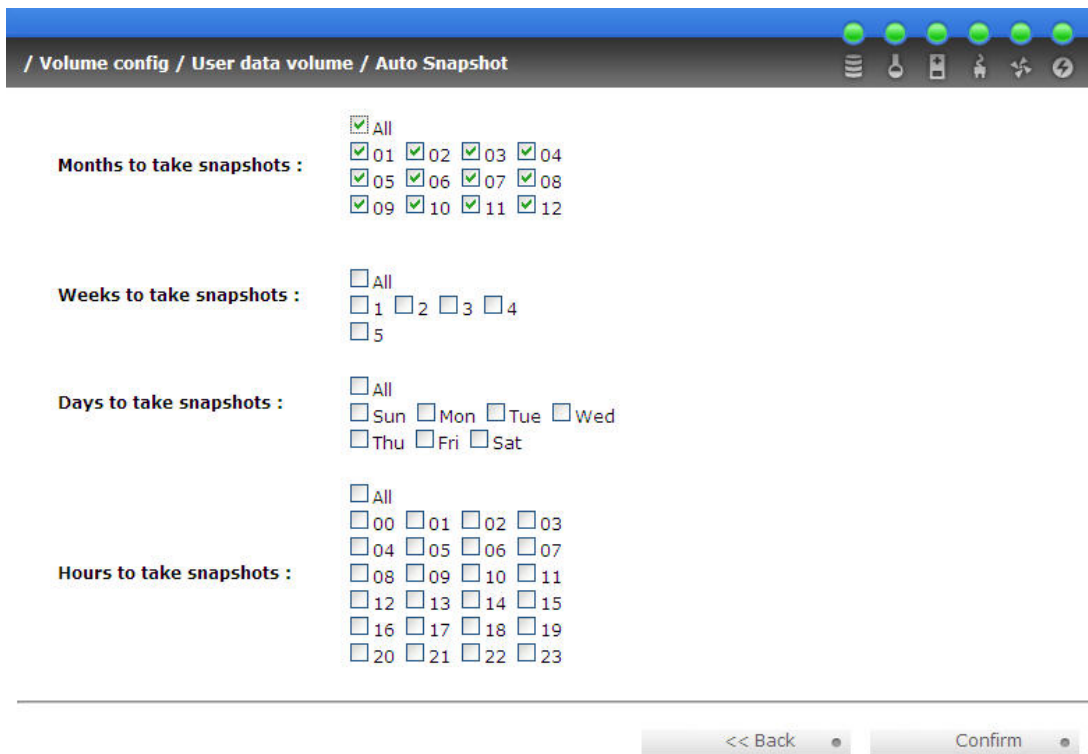 / Volume config / User data volume / Auto Snapshot
Months to take snapshots :
All
01 02 03 04
05 06 07 08
09 10 11 12
Weeks to take snapshots :
All
1 2 3 4
5
Days to take snapshots :
All
Sun Mon Tue Wed
Thu Fri Sat
Hours to take snapshots :
All
00 01 02 03
04 05 06 07
08 09 10 11
12 13 14 15
16 17 18 19
20 21 22 23
<< Back Confirm